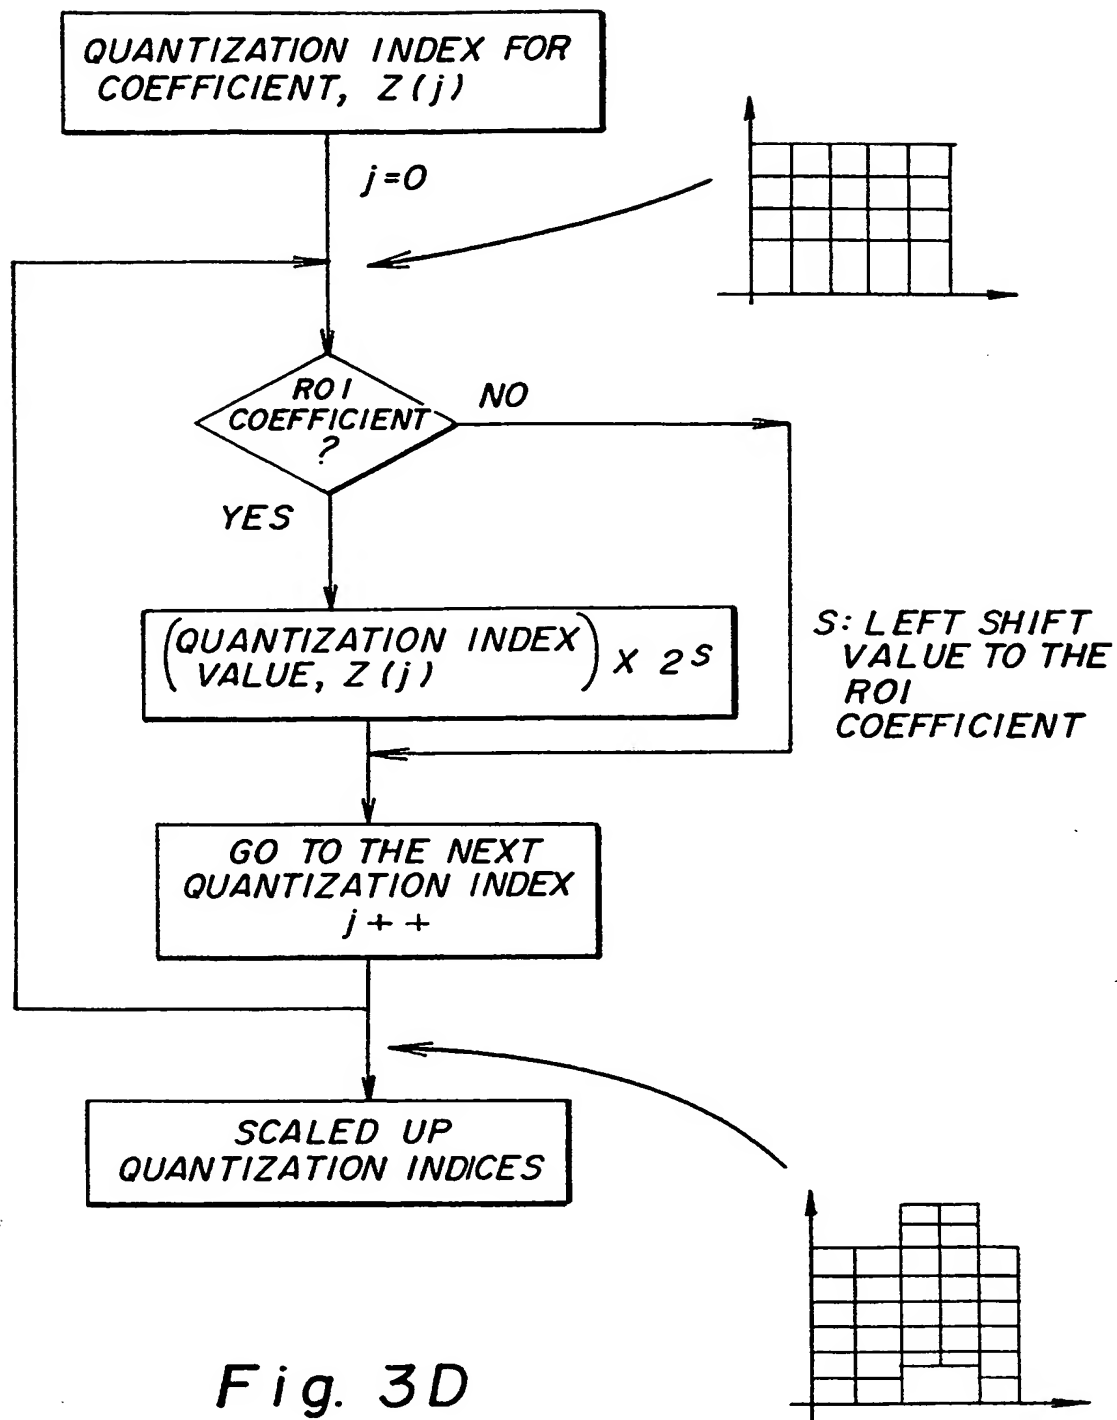 QUANTIZATION INDEX FOR
COEFFICIENT, Z(j)
j=0
ROI
COEFFICIENT
?
NO
YES
(QUANTIZATION INDEX
VALUE, Z(j)) X 2^S
S: LEFT SHIFT
VALUE TO THE
ROI
COEFFICIENT
GO TO THE NEXT
QUANTIZATION INDEX
j++
SCALED UP
QUANTIZATION INDICES
Fig. 3D